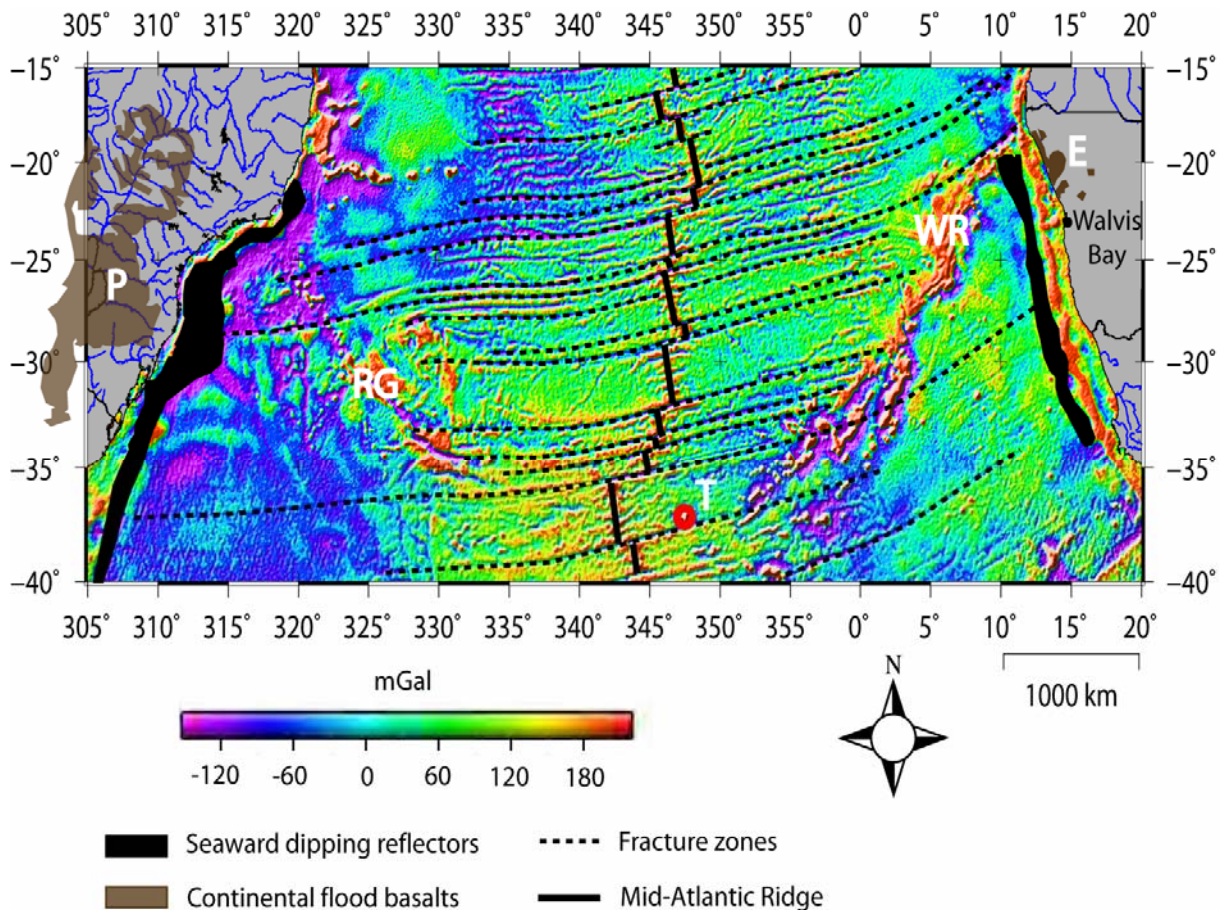 305° 310° 315° 320° 325° 330° 335° 340° 345° 350° 355° 0° 5° 10° 15° 20°
−15° −15°
−20° E −20°
WR Walvis
Bay
P −25° −25°
−30° RG −30°
−35° −35°
T
−40° −40°
305° 310° 315° 320° 325° 330° 335° 340° 345° 350° 355° 0° 5° 10° 15° 20°
mGal
-120 -60 0 60 120 180
N
1000 km
Seaward dipping reflectors
Fracture zones
Continental flood basalts
Mid-Atlantic Ridge